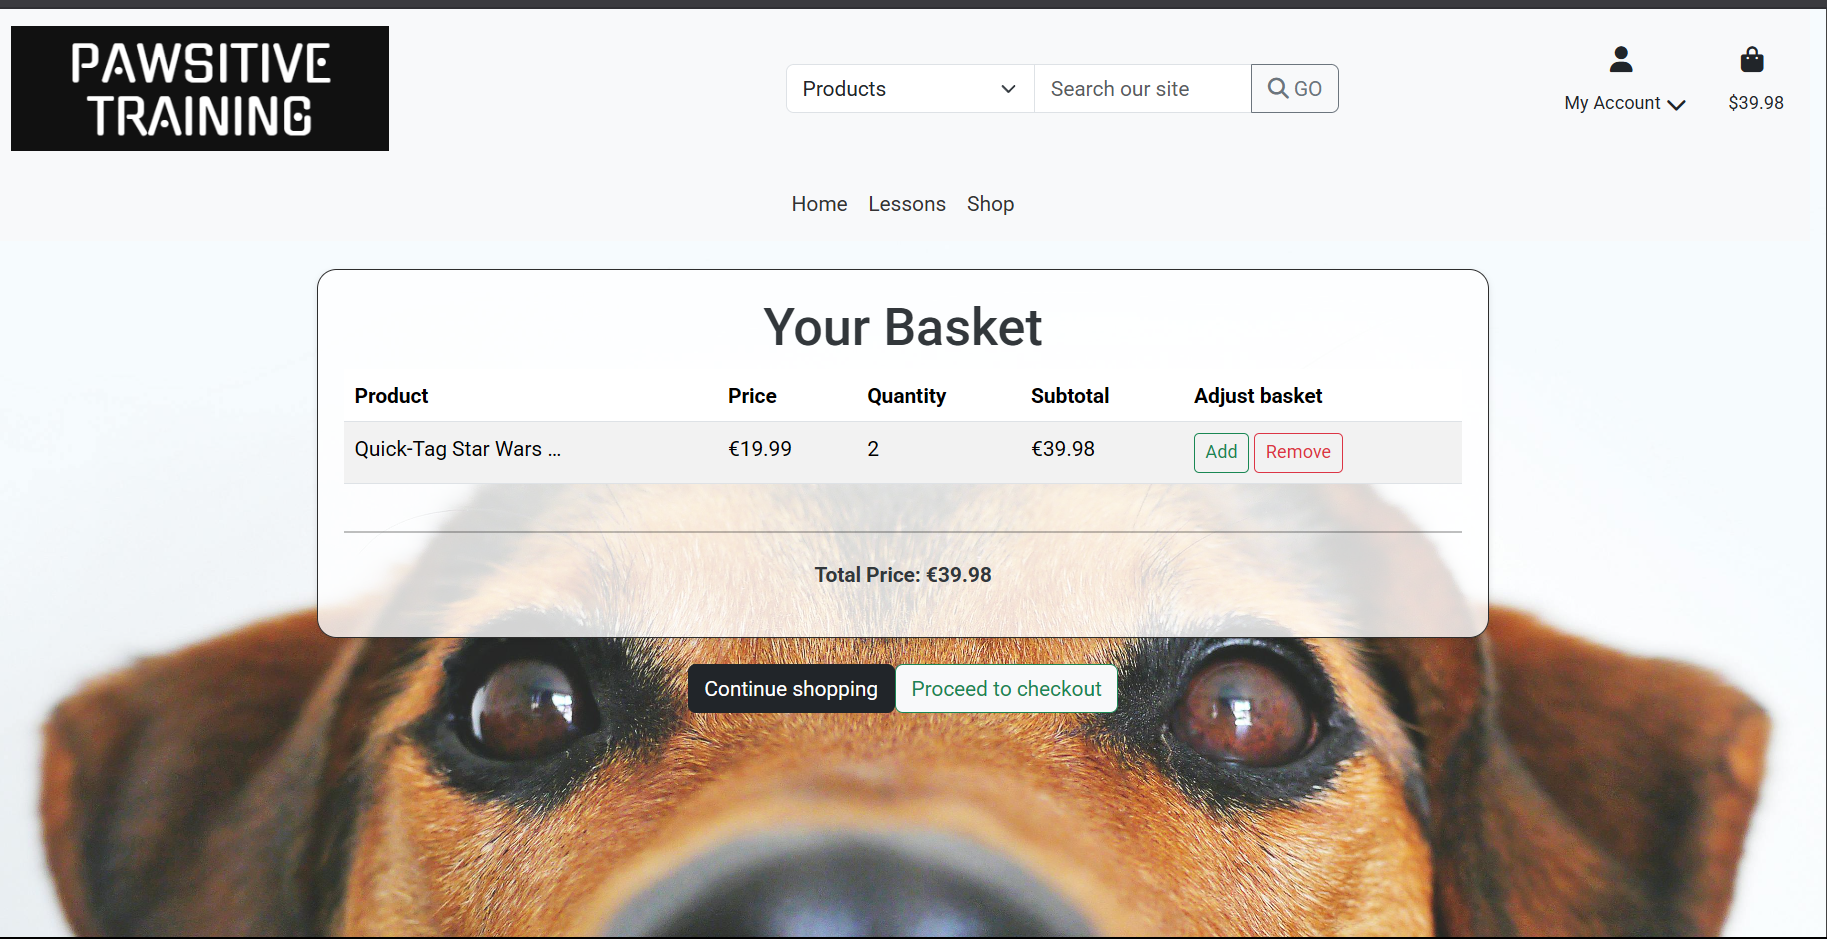 PAWSITIVE
TRAINING
Products
Search our site
GO
My Account
$39.98
Home Lessons Shop
Your Basket
Product Price Quantity Subtotal Adjust basket
Quick-Tag Star Wars ... €19.99 2 €39.98 Add Remove
Total Price: €39.98
Continue shopping Proceed to checkout